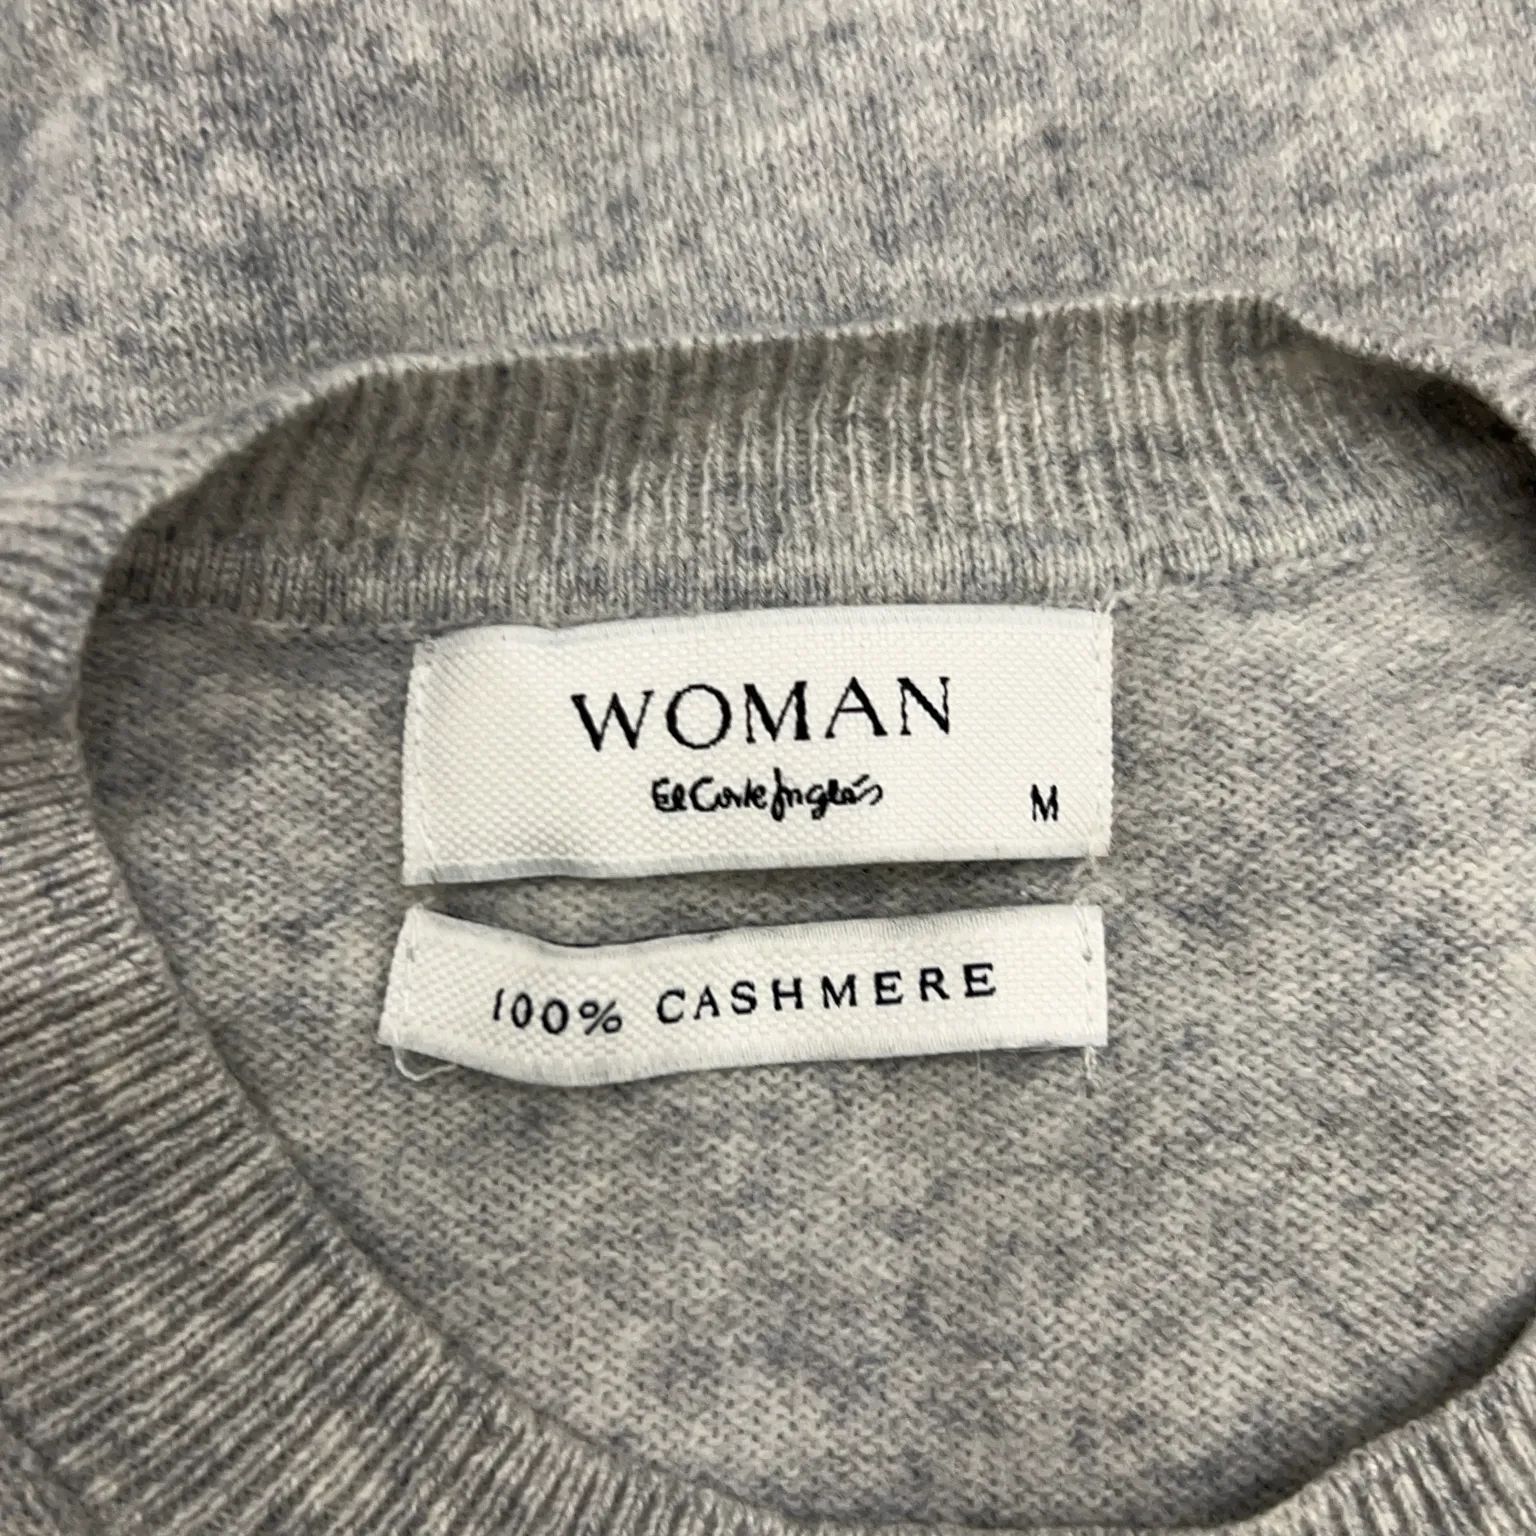 WOMAN
El Corte Inglés
M
100% CASHMERE